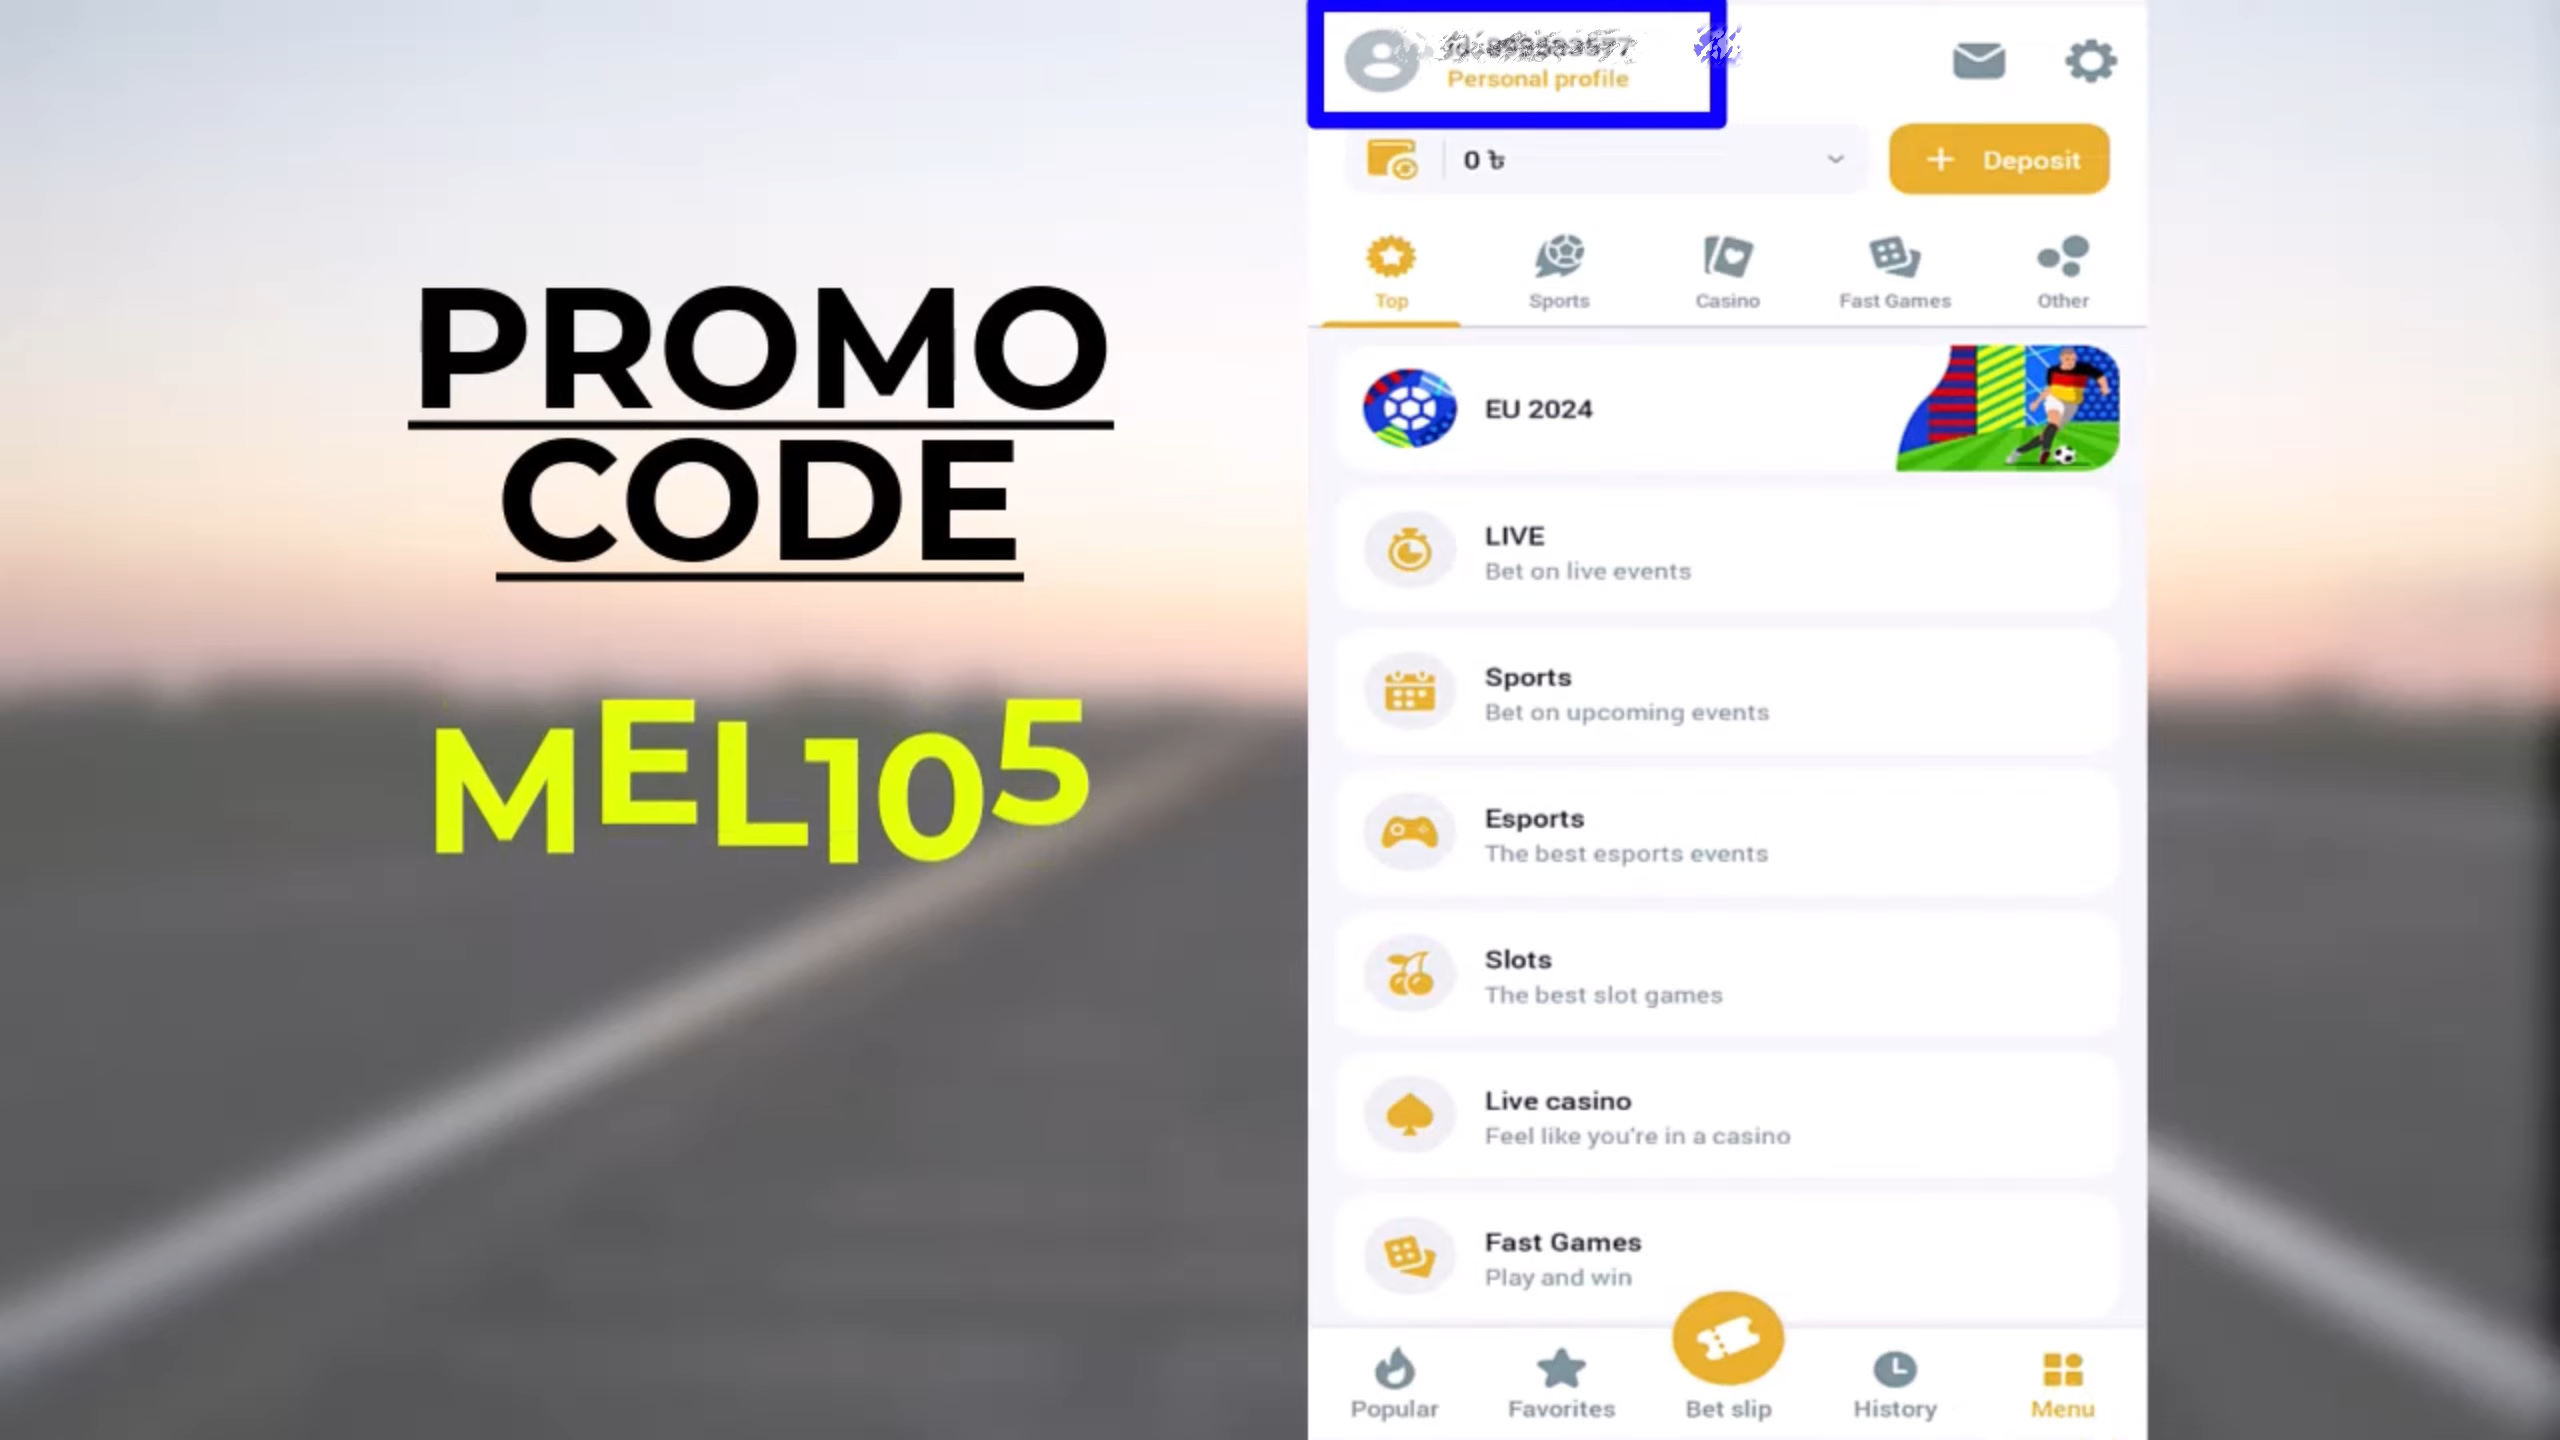 PROMO
CODE
MEL105
Personal profile
0 ৳
Deposit
Top
Sports
Casino
Fast Games
Other
EU 2024
LIVE
Bet on live events
Sports
Bet on upcoming events
Esports
The best esports events
Slots
The best slot games
Live casino
Feel like you're in a casino
Fast Games
Play and win
Popular
Favorites
Bet slip
History
Menu